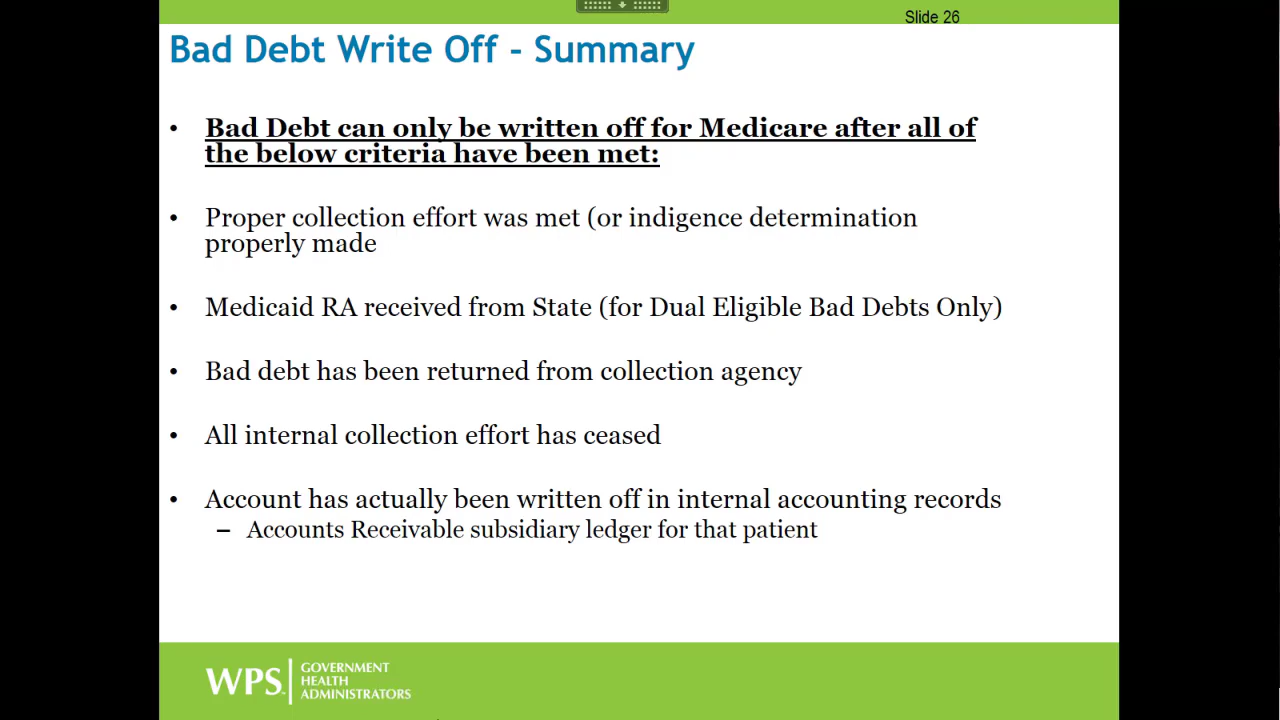 Slide 26
Bad Debt Write Off - Summary
• Bad Debt can only be written off for Medicare after all of
the below criteria have been met:
• Proper collection effort was met (or indigence determination
properly made
• Medicaid RA received from State (for Dual Eligible Bad Debts Only)
• Bad debt has been returned from collection agency
• All internal collection effort has ceased
• Account has actually been written off in internal accounting records
– Accounts Receivable subsidiary ledger for that patient
WPS
GOVERNMENT
HEALTH
ADMINISTRATORS